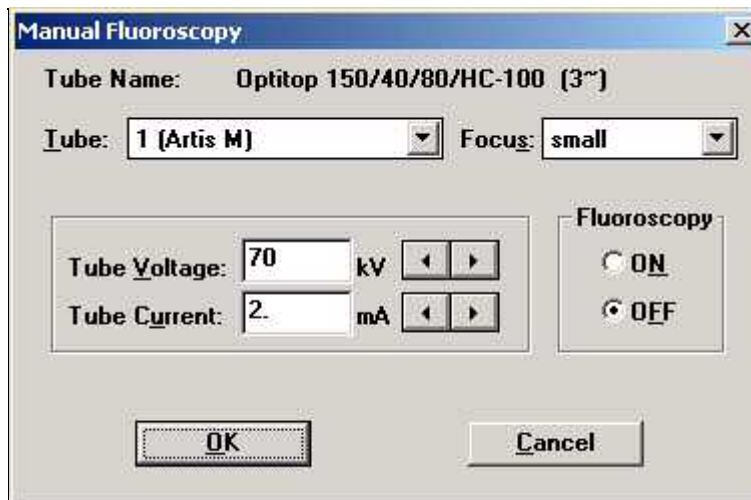 Manual Fluoroscopy
Tube Name: Optitop 150/40/80/HC-100 (3~)
Tube: 1 (Artis M) Focus: small
Fluoroscopy
Tube Voltage: 70 kV ON
Tube Current: 2. mA OFF
OK Cancel